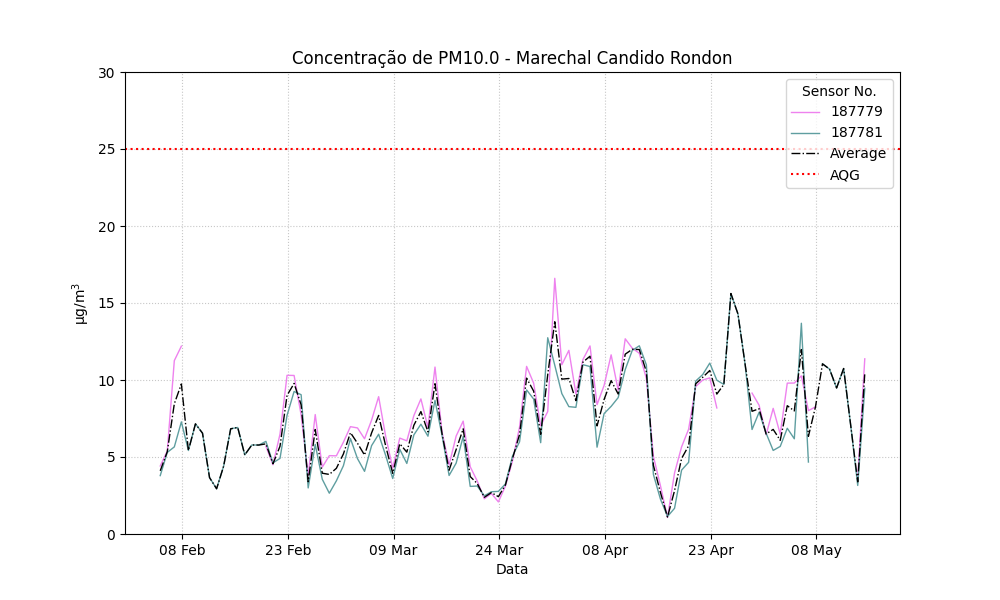 Concentração de PM10.0 - Marechal Candido Rondon
30
25
20
15
10
5
0
µg/m³
Sensor No.
187779
187781
Average
AQG
08 Feb
23 Feb
09 Mar
24 Mar
08 Apr
23 Apr
08 May
Data